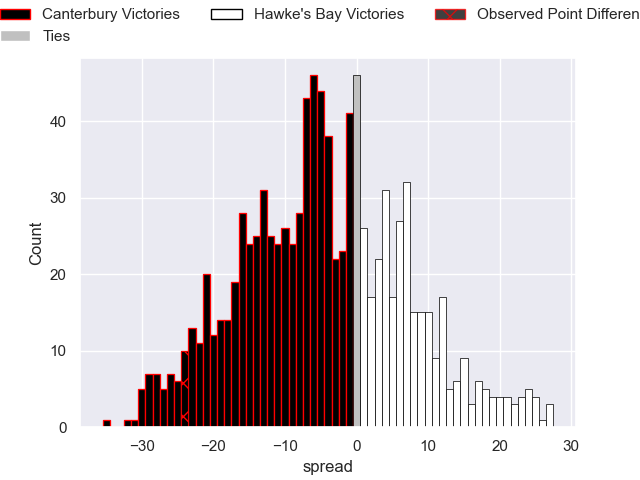 Canterbury Victories
Hawke's Bay Victories
Observed Point Differen
Ties
Count
40
30
20
10
0
−30
−20
−10
0
10
20
30
spread